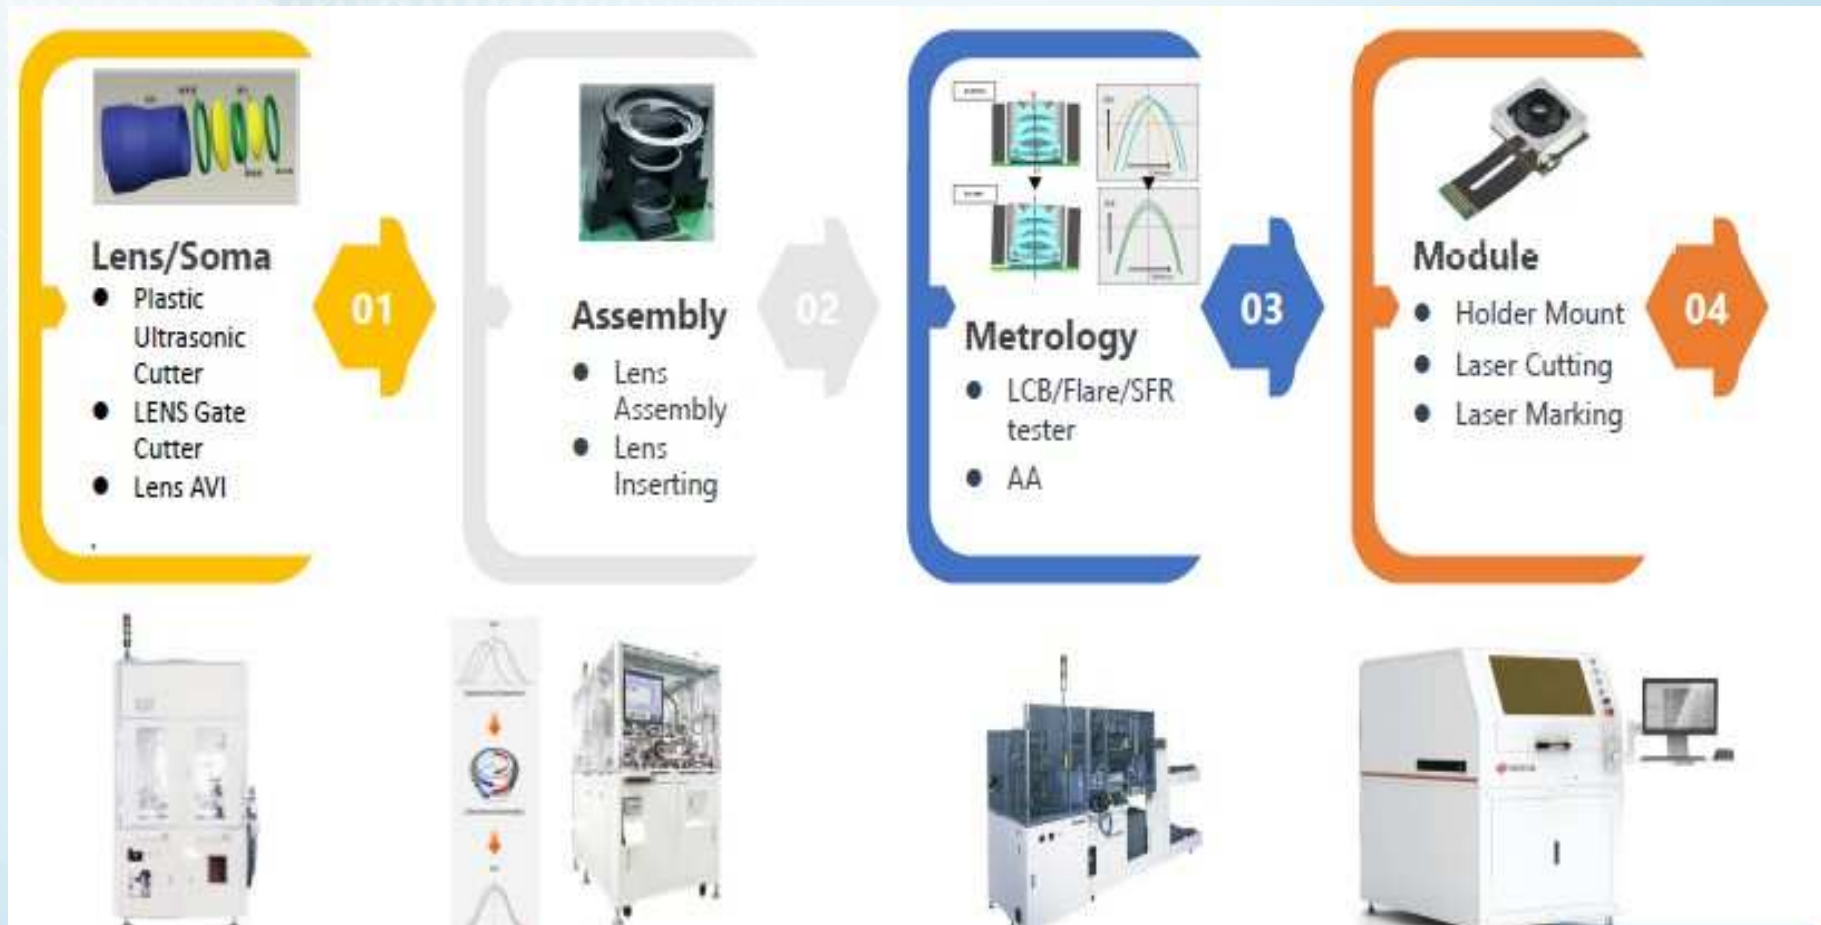 Lens/Soma
● Plastic
Ultrasonic
Cutter
● LENS Gate
Cutter
● Lens AVI
.
01
Assembly
● Lens
Assembly
● Lens
Inserting
02
Metrology
● LCB/Flare/SFR
tester
● AA
03
Module
● Holder Mount
● Laser Cutting
● Laser Marking
04